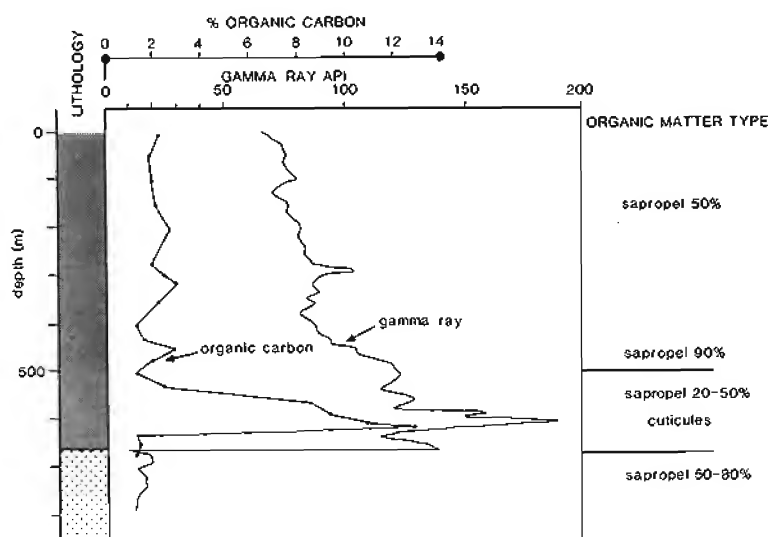 % ORGANIC CARBON
0 2 4 6 8 10 12 14
LITHOLOGY
GAMMA RAY API
0 50 100 150 200
ORGANIC MATTER TYPE
0
sapropel 50%
depth (m)
gamma ray
organic carbon
sapropel 90%
500
sapropel 20-50%
cuticules
sapropel 50-80%